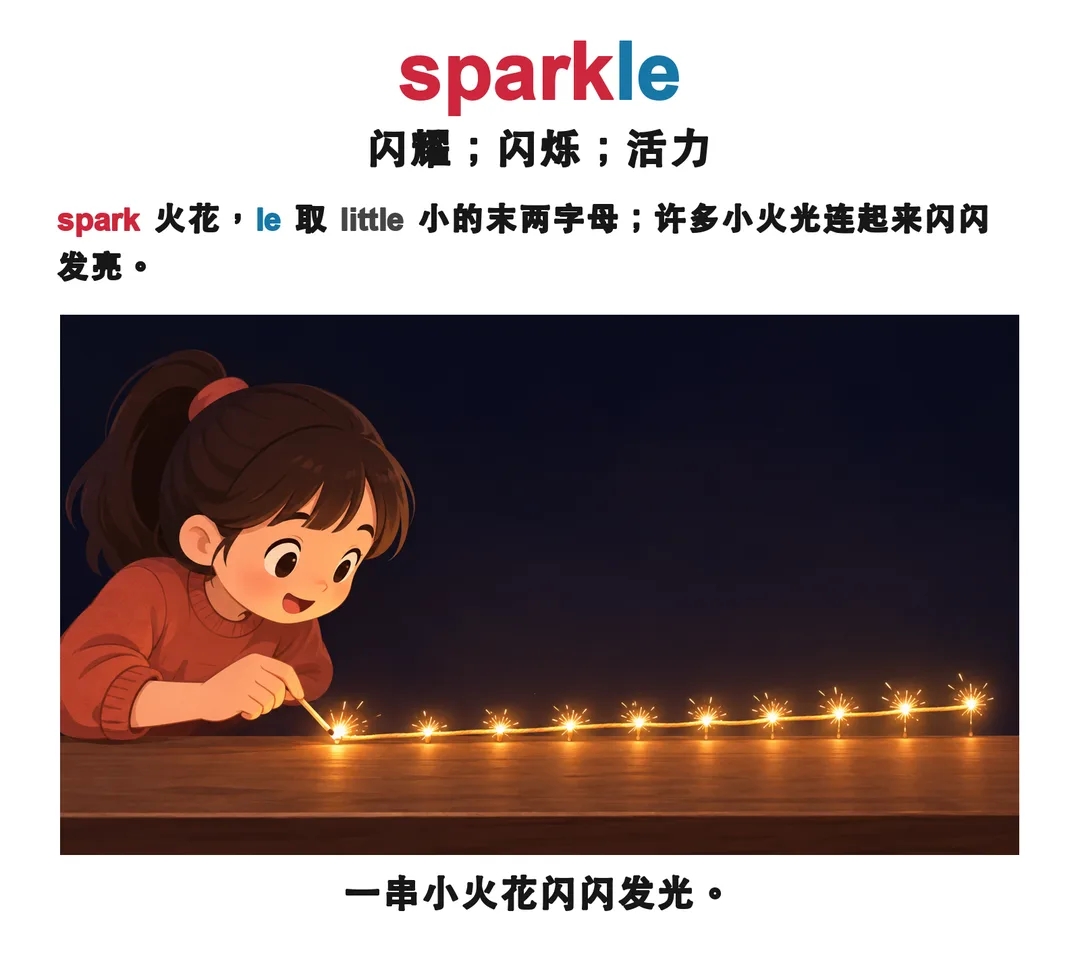 sparkle
闪耀；闪烁；活力
spark 火花，le 取 little 小的末两字母；许多小火光连起来闪闪
发亮。
一串小火花闪闪发光。